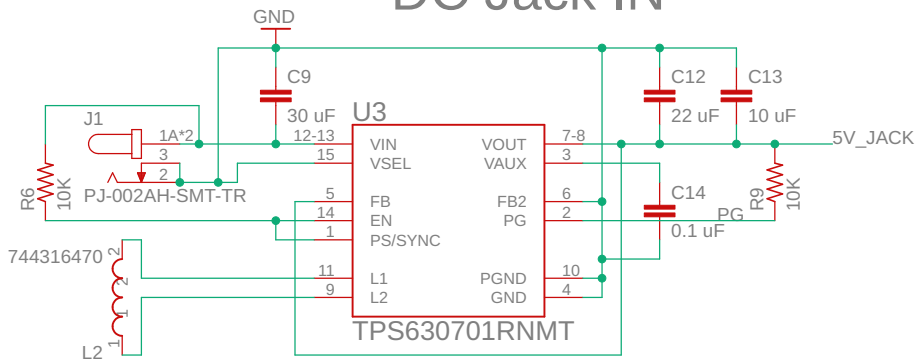 DC Jack IN
GND
C9
30 uF
C12
22 uF
C13
10 uF
J1
1A*2
3
2
PJ-002AH-SMT-TR
R6
10K
U3
12-13
VIN
VOUT
7-8
5V_JACK
15
VSEL
VAUX
3
5
FB
FB2
6
14
EN
PG
2
1
PS/SYNC
11
L1
PGND
10
9
L2
GND
4
TPS630701RNMT
C14
0.1 uF
PG
R9
10K
744316470
2
2
1
1
L2